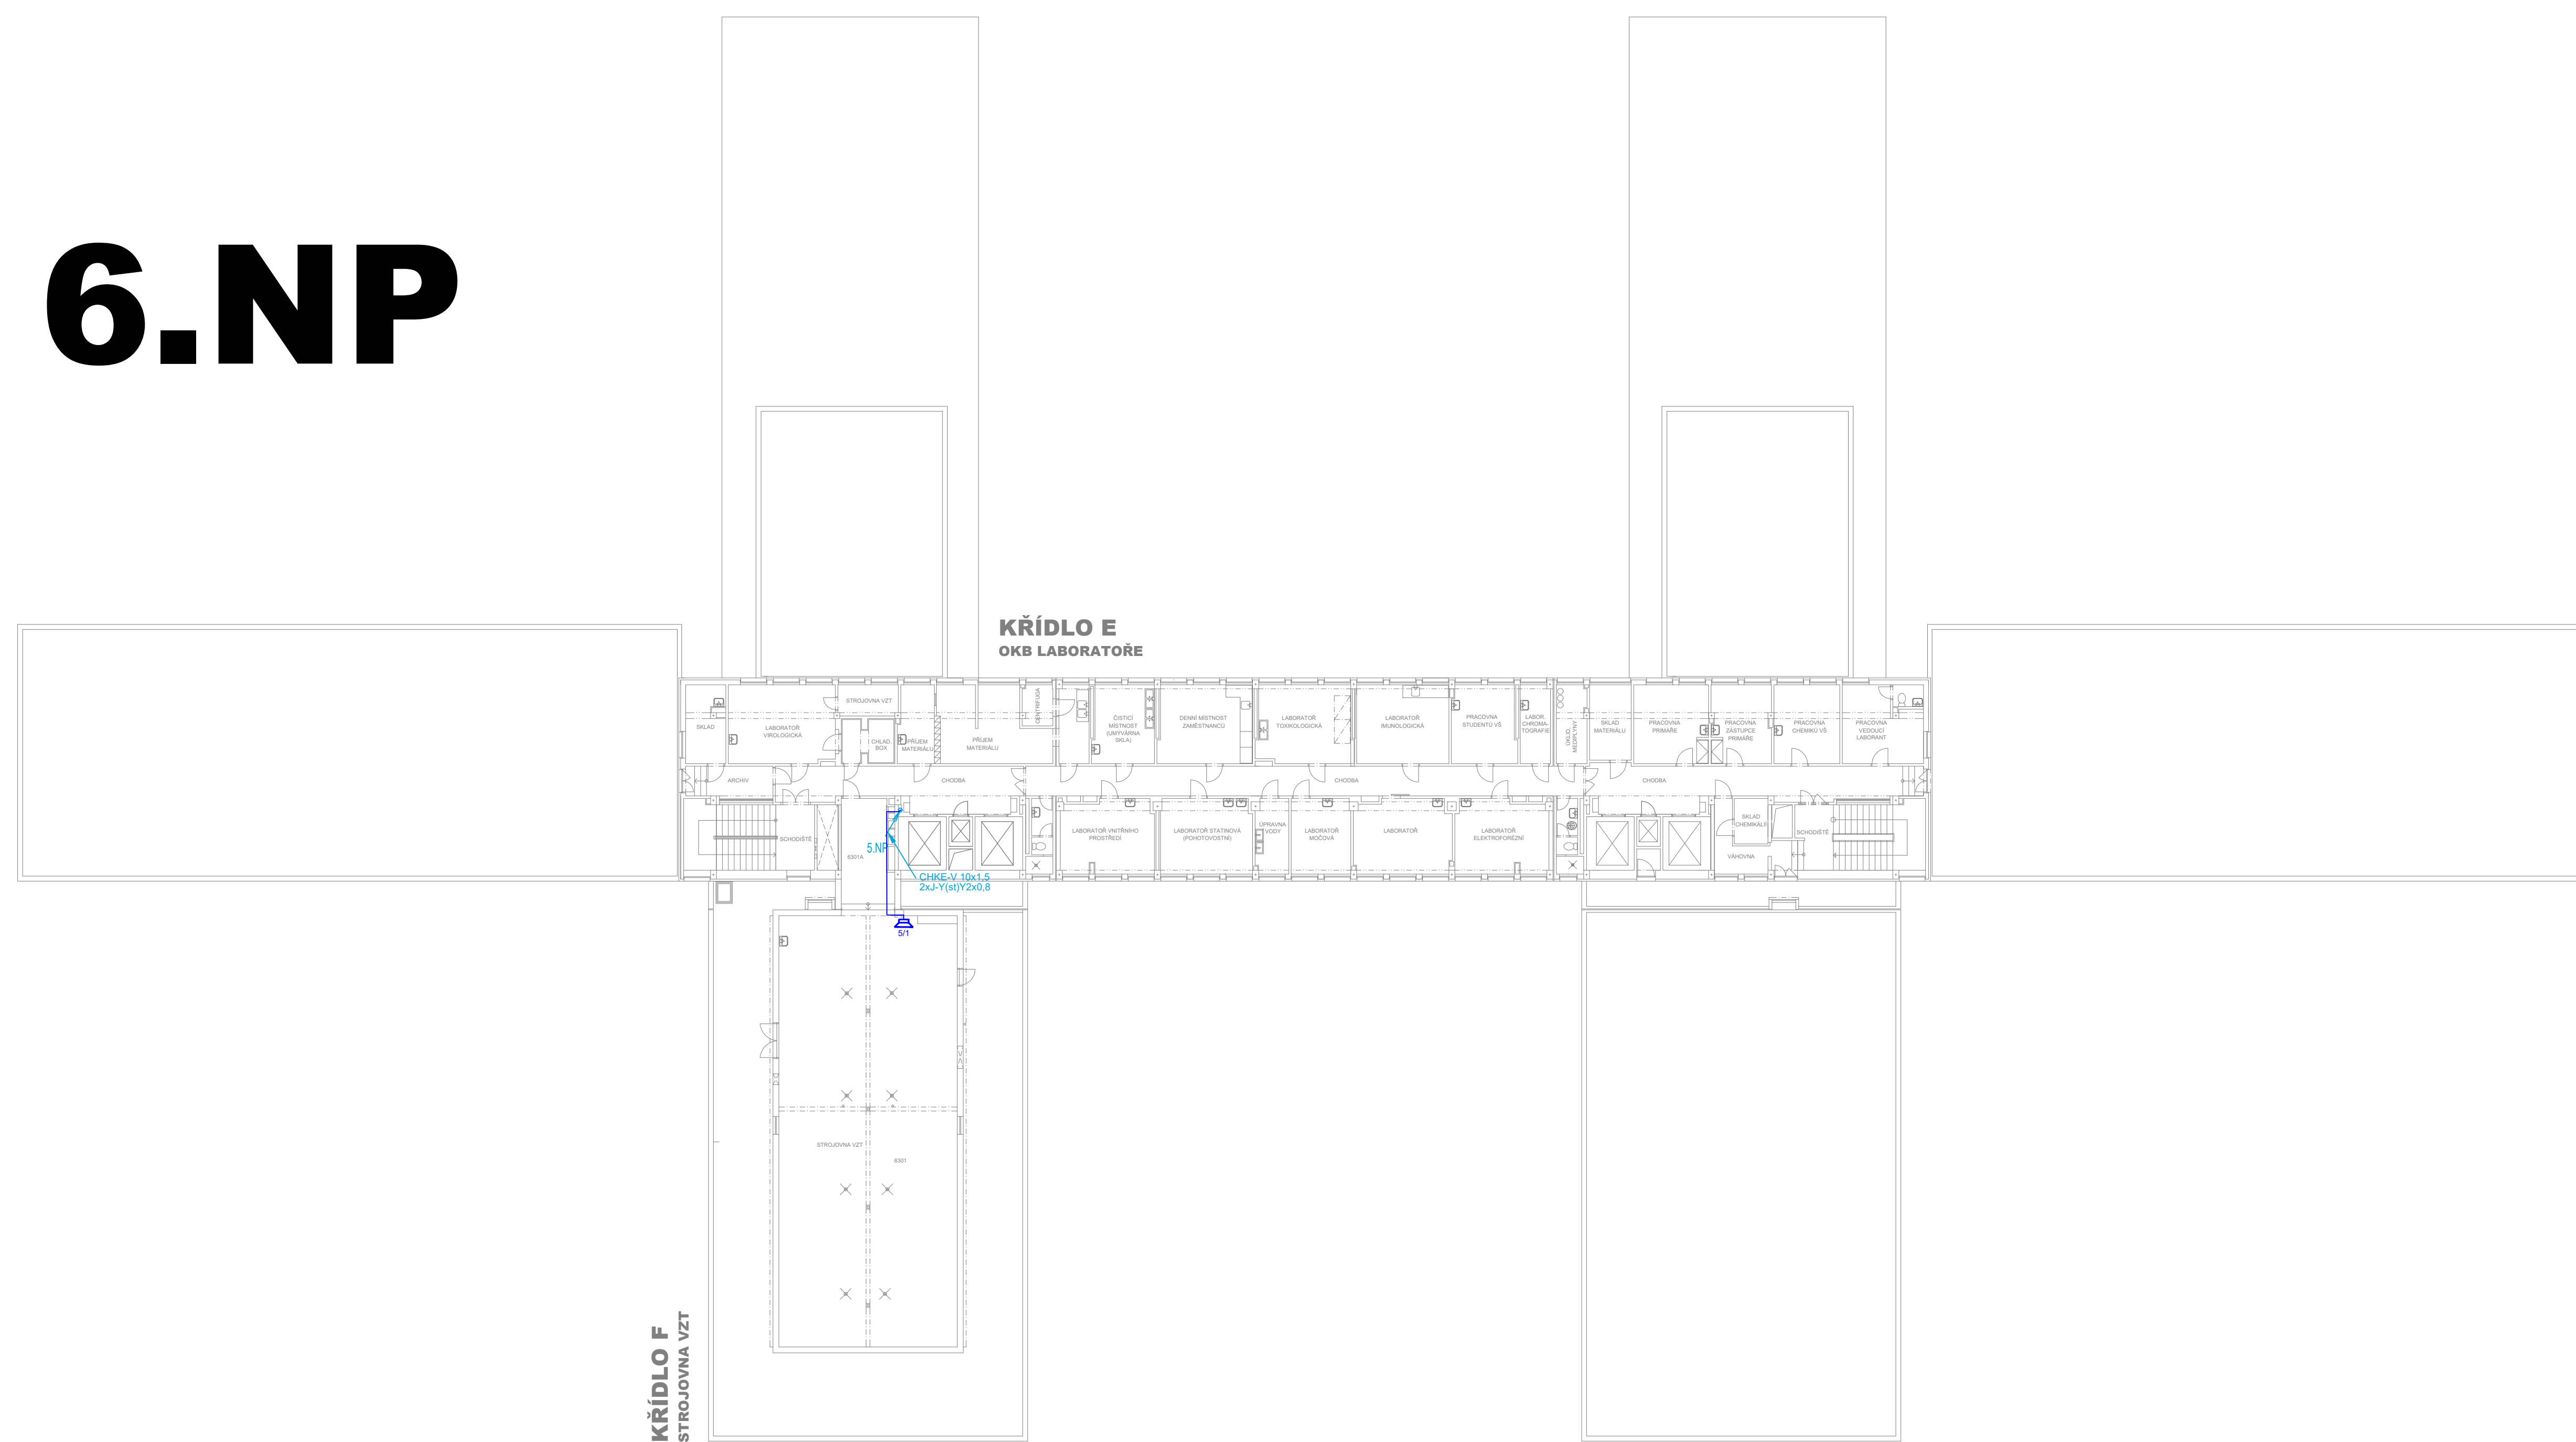 6.NP
KŘÍDLO E
OKB LABORATOŘE
SKLAD
LABORATOŘ
VIROLOGICKÁ
STROJOVNA VZT
CHLAD.
BOX
PŘÍJEM
MATERIÁLU
PŘÍJEM
MATERIÁLU
CENTRIFUGA
ČISTICÍ
MÍSTNOST
(UMÝVÁRNA
SKLA)
DENNÍ MÍSTNOST
ZAMĚSTNANCŮ
LABORATOŘ
TOXIKOLOGICKÁ
LABORATOŘ
IMUNOLOGICKÁ
PRACOVNA
STUDENTŮ VŠ
LABOR.
CHROMA-
TOGRAFIE
ÚKLID,
MEDIPLYNY
SKLAD
MATERIÁLU
PRACOVNA
PRIMÁŘE
PRACOVNA
ZÁSTUPCE
PRIMÁŘE
PRACOVNA
CHEMIKŮ VŠ
PRACOVNA
VEDOUCÍ
LABORANT
ARCHIV
CHODBA
CHODBA
CHODBA
SCHODIŠTĚ
6301A
5.NP
CHKE-V 10x1,5
2xJ-Y(st)Y2x0,8
LABORATOŘ VNITŘNÍHO
PROSTŘEDÍ
LABORATOŘ STATINOVÁ
(POHOTOVOSTNÍ)
ÚPRAVNA
VODY
LABORATOŘ
MOČOVÁ
LABORATOŘ
LABORATOŘ
ELEKTROFORÉZNÍ
SKLAD
CHEMIKÁLIÍ
VÁHOVNA
SCHODIŠTĚ
5/1
STROJOVNA VZT
6301
KŘÍDLO F
STROJOVNA VZT